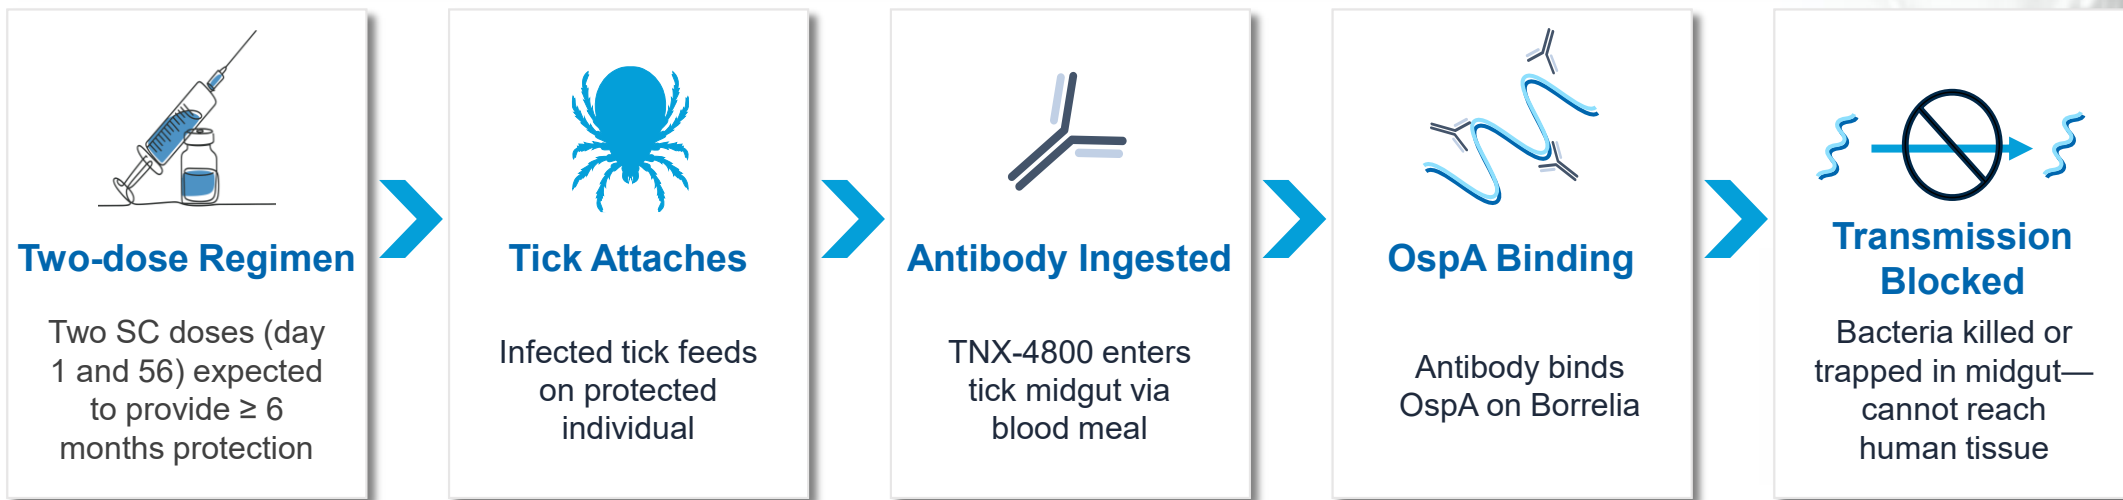 Two-dose Regimen
Two SC doses (day
1 and 56) expected
to provide ≥ 6
months protection
Tick Attaches
Infected tick feeds
on protected
individual
Antibody Ingested
TNX-4800 enters
tick midgut via
blood meal
OspA Binding
Antibody binds
OspA on Borrelia
Transmission
Blocked
Bacteria killed or
trapped in midgut—
cannot reach
human tissue